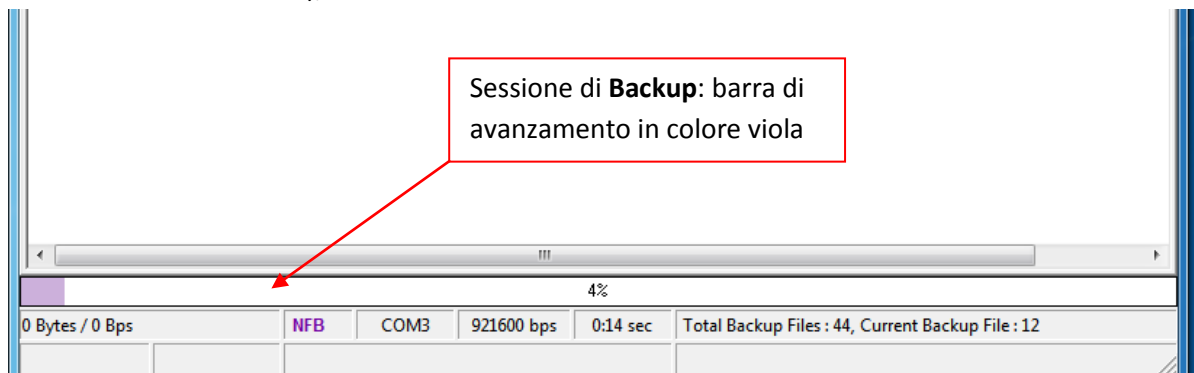 Sessione di Backup: barra di
avanzamento in colore viola
4%
0 Bytes / 0 Bps NFB COM3 921600 bps 0:14 sec Total Backup Files : 44, Current Backup File : 12